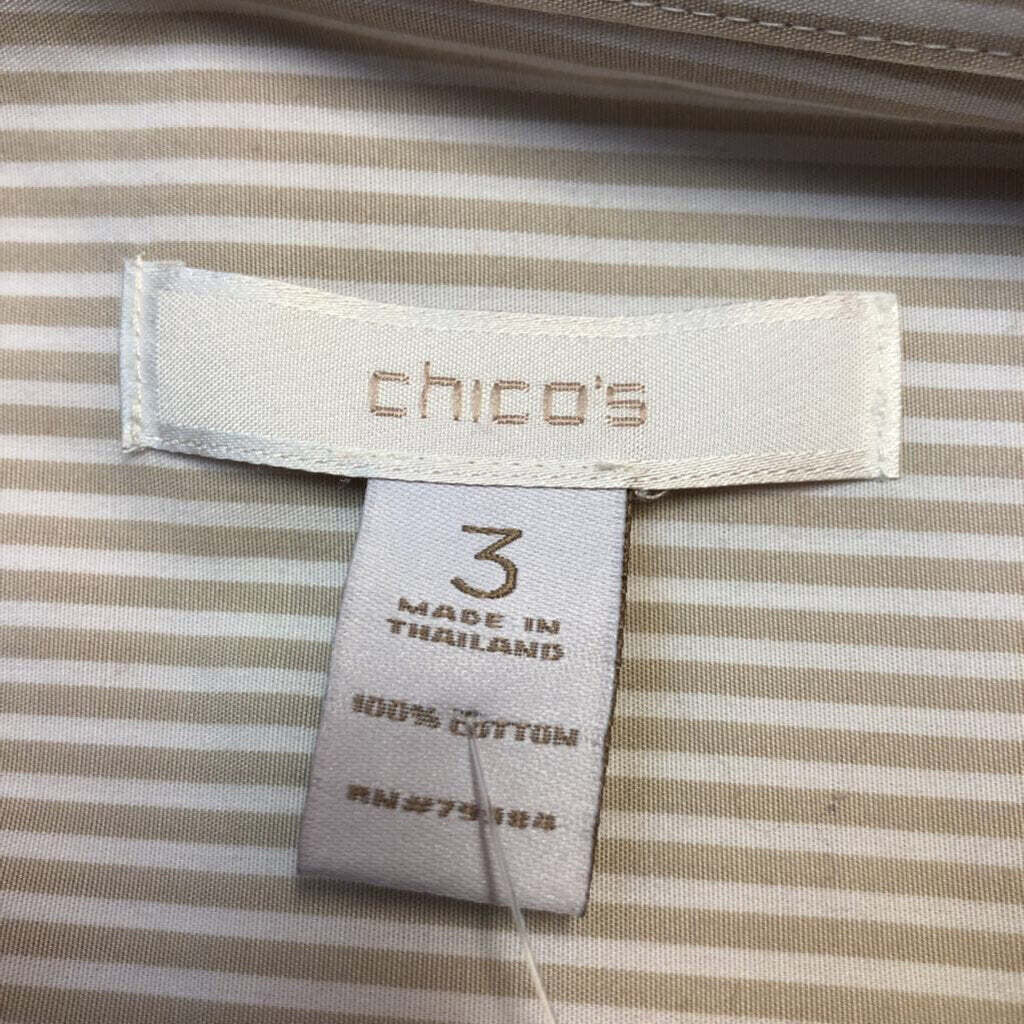 chico's
3
MADE IN
THAILAND
100% COTTON